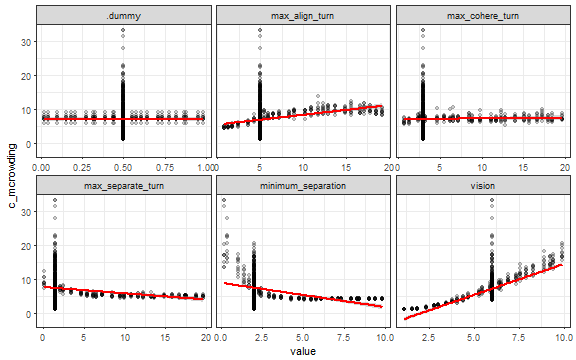 .dummy max_align_turn max_cohere_turn
30
20
10
0
0.00 0.25 0.50 0.75 1.00 0 5 10 15 20 0 5 10 15 20
c_mcrowding
max_separate_turn minimum_separation vision
30
20
10
0
0 5 10 15 20 0.0 2.5 5.0 7.5 10.0 2.5 5.0 7.5 10.0
value